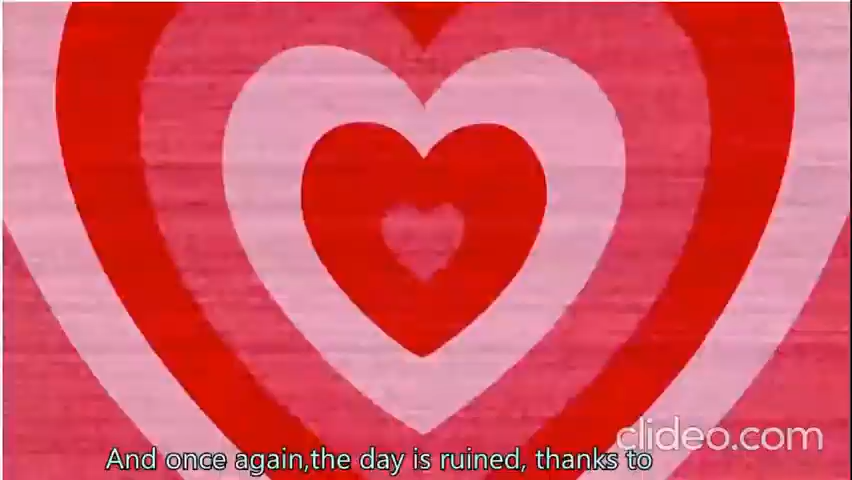 clideo.com
And once again,the day is ruined, thanks to